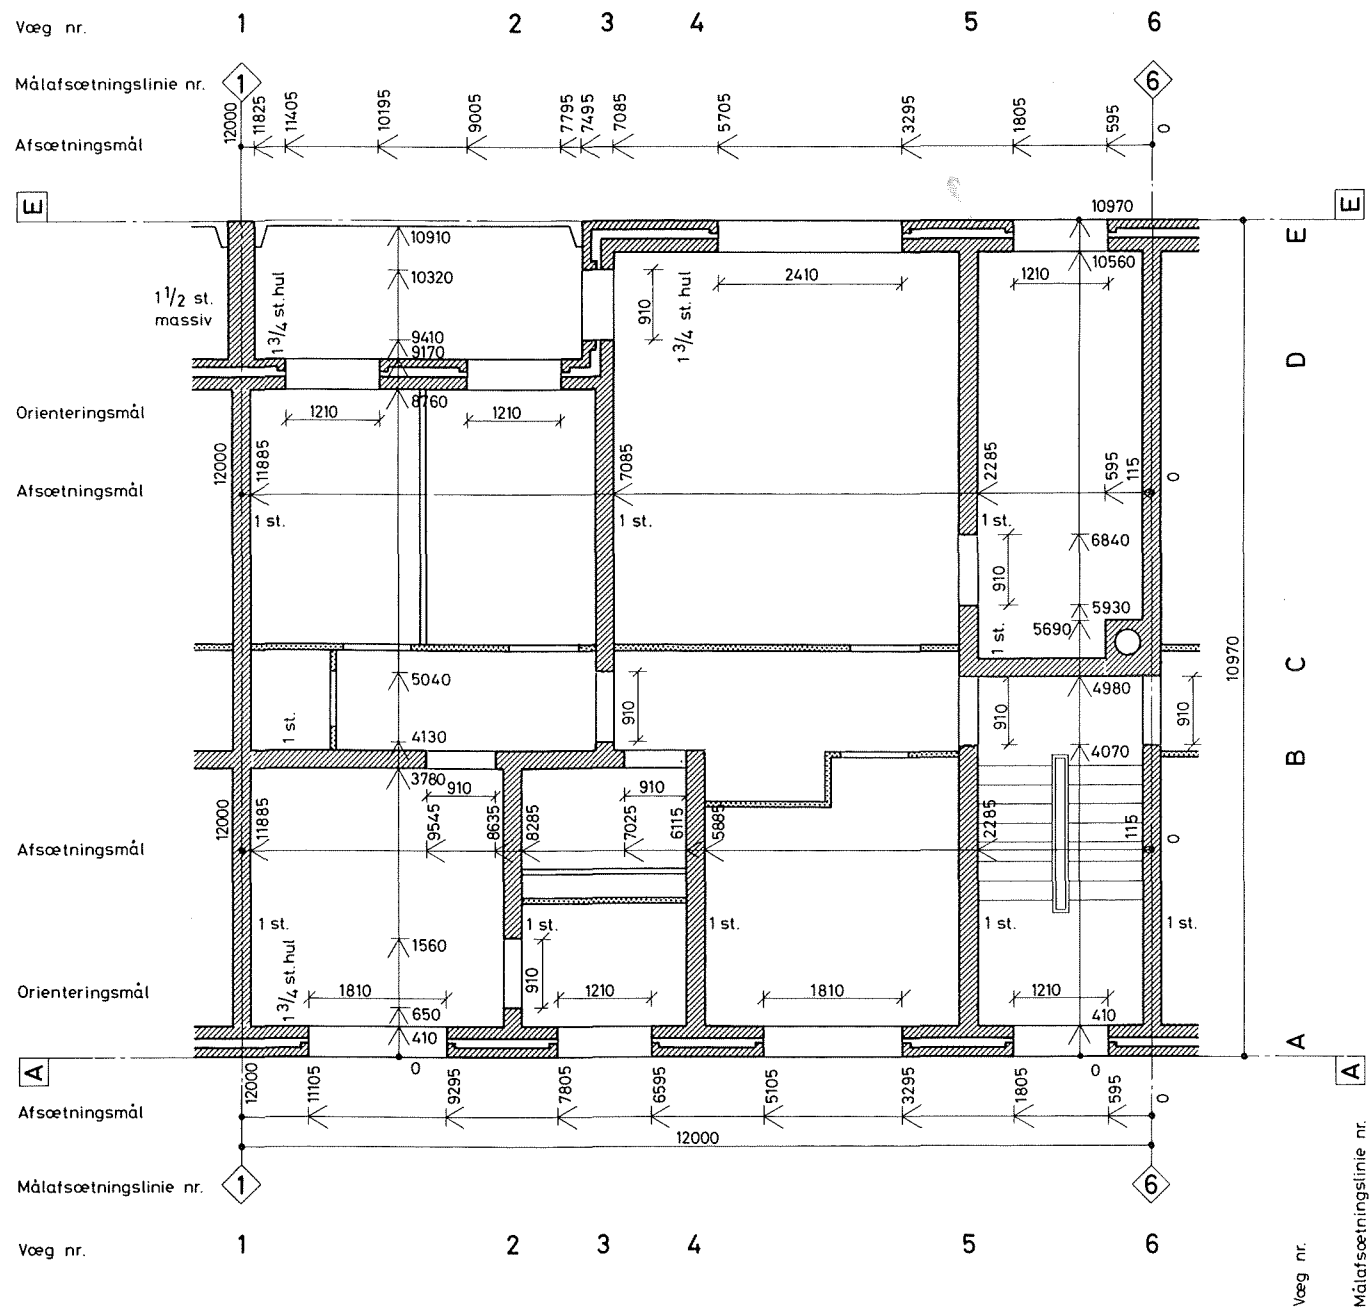 Væg nr. 1 2 3 4 5 6
Målafsætningslinie nr. 1 6
Afsætningsmål 12000 11825 11405 10195 9005 7795 7495 7085 5705 3295 1805 595 0
E E
10970
10910
10320 2410 1210 10560 E
1 1/2 st.
massiv
1 3/4 st. hul 910 1 3/4 st. hul
9410
9170 D
8760
Orienteringsmål 1210 1210
12000 11885 7085 2285 595 115 0
Afsætningsmål
1 st. 1 st. 1 st.
910 6840
5930
5690
1 st.
10970
5040 4980 C
1 st. 910 910 910
4130 4070
3780 B
910 910
12000 11885 9545 8635 8285 7025 6115 5885 2285 115 0
Afsætningsmål
1 st. 1 st. 1 st. 1 st. 1 st.
1 3/4 st. hul 1560 910
Orienteringsmål 1810 1210 1810 1210
650
410 410 A
0 0
A A
12000 11105 9295 7805 6595 5105 3295 1805 595 0
Afsætningsmål
12000
Målafsætningslinie nr. 1 6
Væg nr. 1 2 3 4 5 6
Væg nr.
Målafsætningslinie nr.